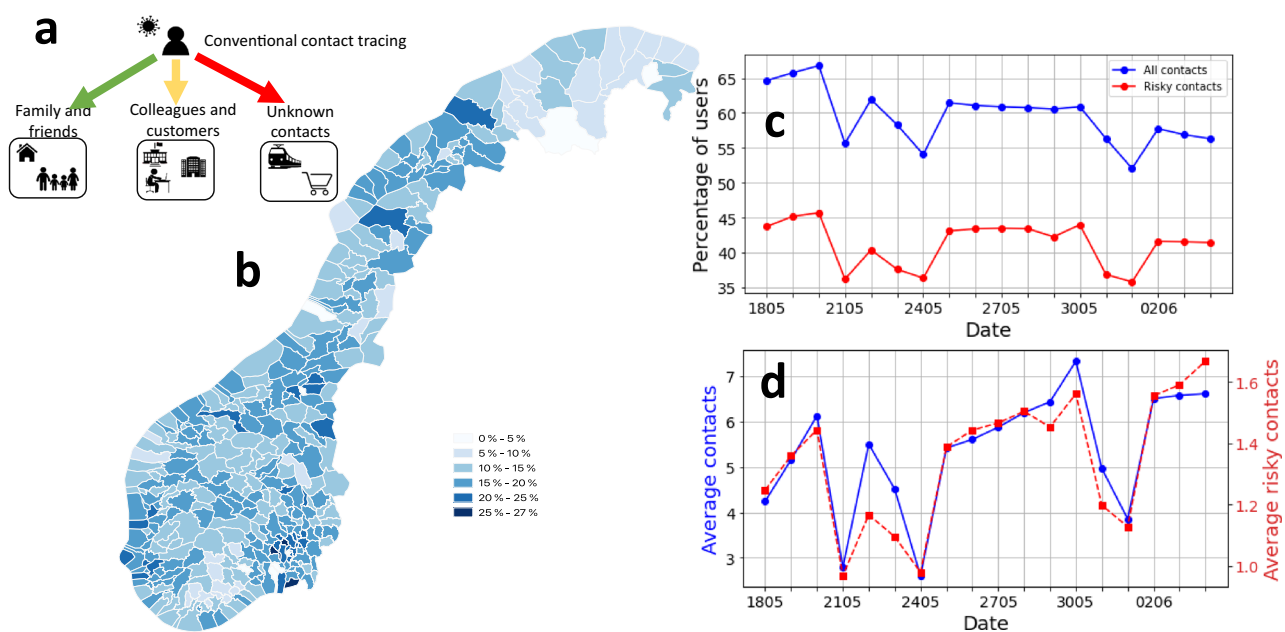 a
Conventional contact tracing
Family and
friends
Colleagues and
customers
Unknown
contacts
b
0 % - 5 %
5 % - 10 %
10 % - 15 %
15 % - 20 %
20 % - 25 %
25 % - 27 %
c
Percentage of users
65
60
55
50
45
40
35
All contacts
Risky contacts
1805
2105
2405
2705
3005
0206
Date
d
Average contacts
7
6
5
4
3
1.6
1.4
1.2
1.0
Average risky contacts
1805
2105
2405
2705
3005
0206
Date